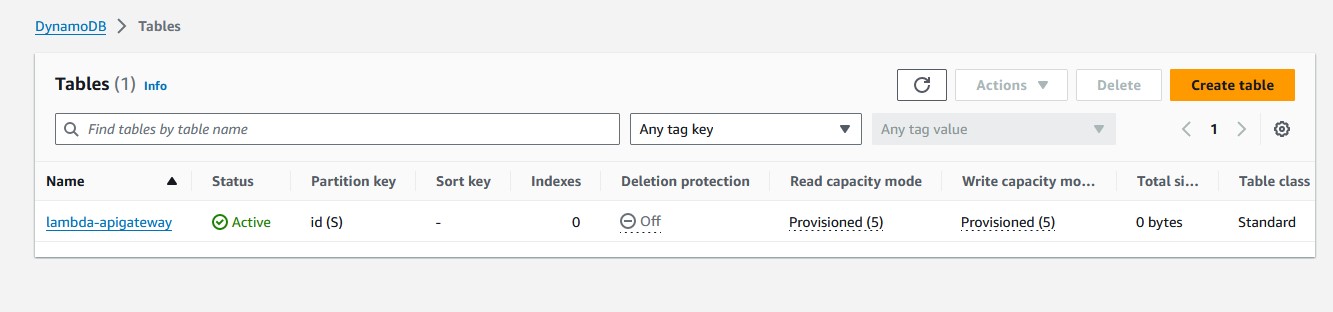 DynamoDB > Tables
Tables (1) Info Actions Delete Create table
Find tables by table name Any tag key Any tag value 1
Name Status Partition key Sort key Indexes Deletion protection Read capacity mode Write capacity mo... Total si... Table class
lambda-apigateway Active id (S) - 0 Off Provisioned (5) Provisioned (5) 0 bytes Standard